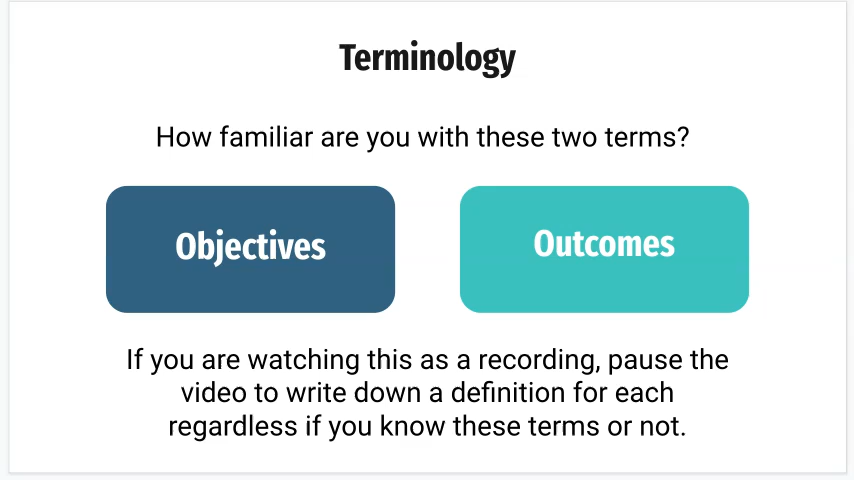 Terminology
How familiar are you with these two terms?
Objectives
Outcomes
If you are watching this as a recording, pause the
video to write down a definition for each
regardless if you know these terms or not.